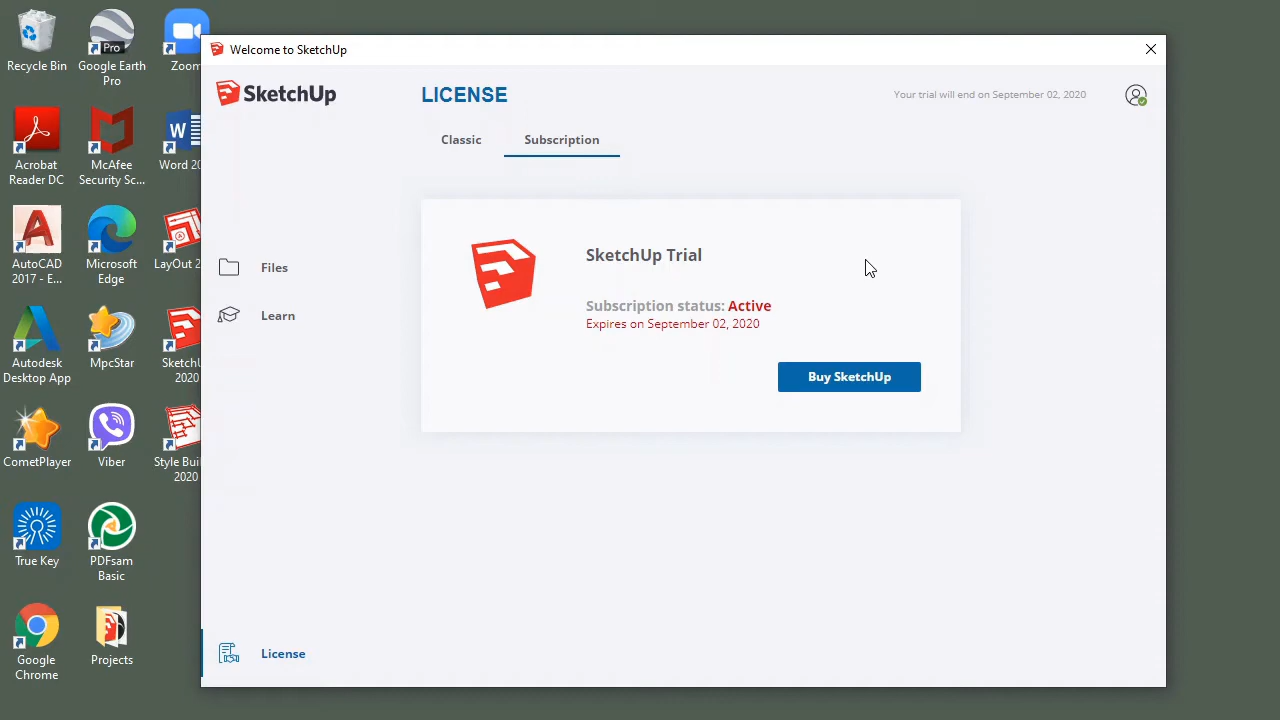 Recycle Bin
Google Earth
Pro
Pro
Zoom
Acrobat
Reader DC
McAfee
Security Sc...
Word 20
AutoCAD
2017 - E...
Microsoft
Edge
LayOut 2
Autodesk
Desktop App
MpcStar
SketchU
2020
CometPlayer
Viber
Style Buil
2020
True Key
PDFsam
Basic
Google
Chrome
Projects
Welcome to SketchUp
SketchUp
LICENSE
Your trial will end on September 02, 2020
Classic
Subscription
Files
Learn
License
SketchUp Trial
Subscription status: Active
Expires on September 02, 2020
Buy SketchUp